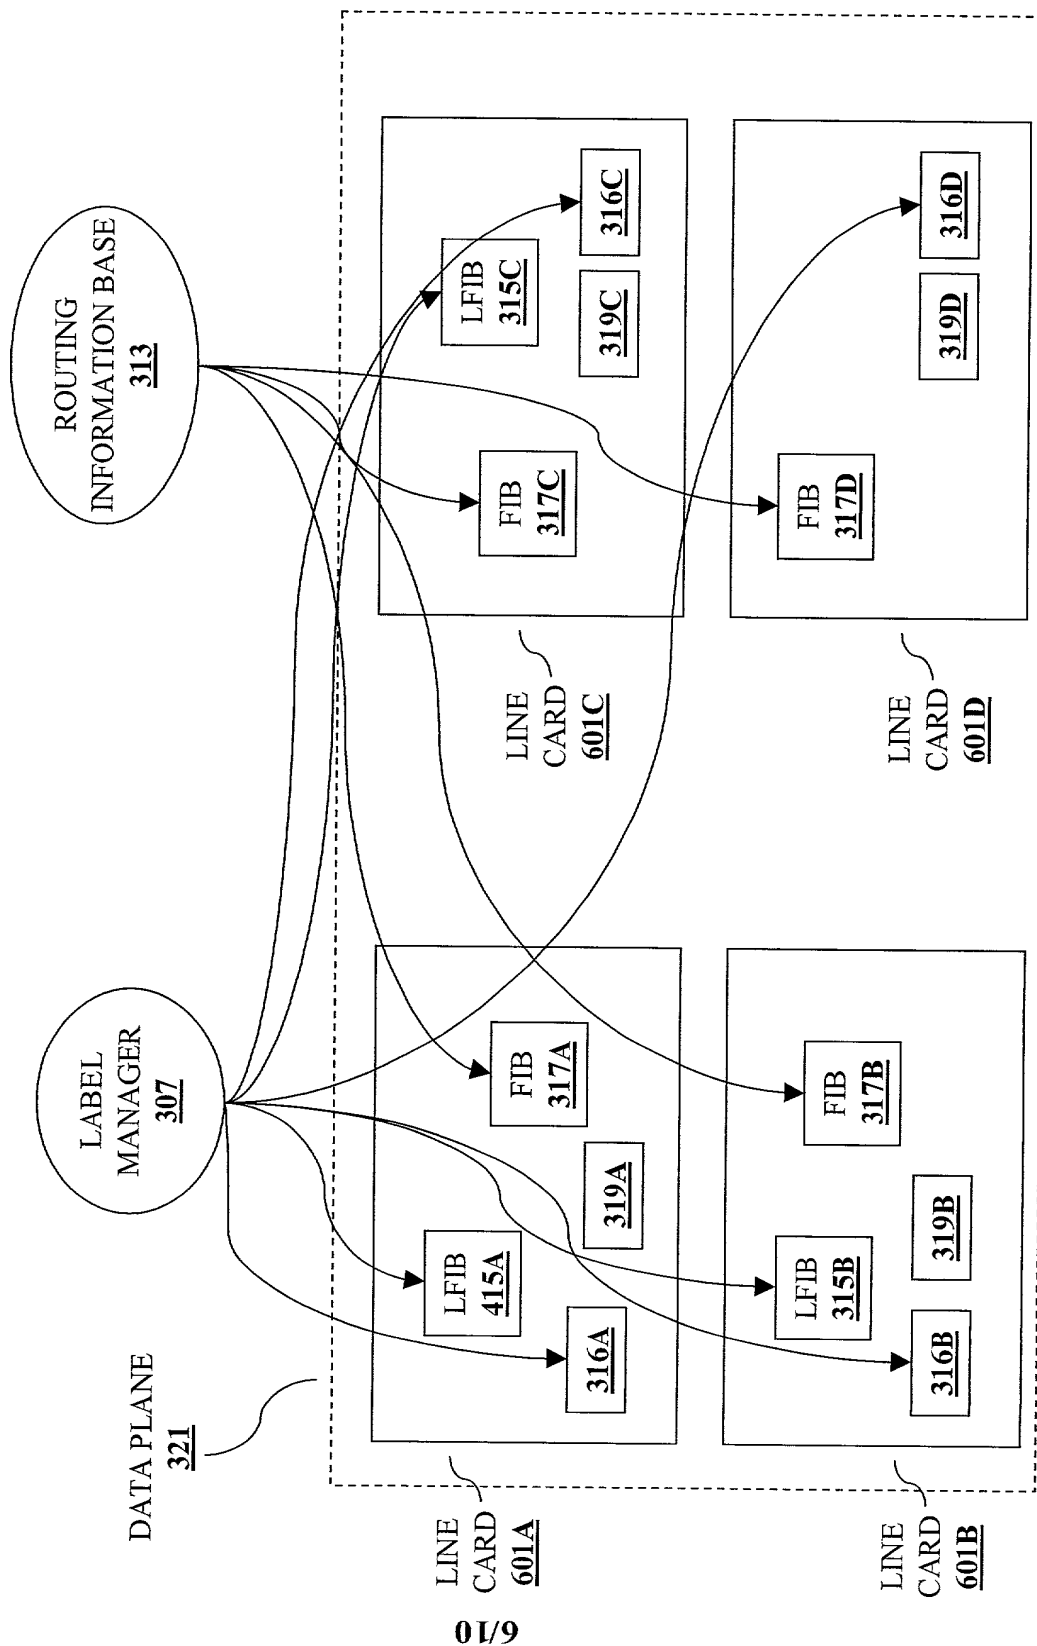 6/10
DATA PLANE
321
LABEL
MANAGER
307
ROUTING
INFORMATION BASE
313
LINE
CARD
601A
LFIB
415A
316A
319A
FIB
317A
LINE
CARD
601C
FIB
317C
LFIB
315C
319C
316C
LINE
CARD
601B
LFIB
315B
316B
319B
FIB
317B
LINE
CARD
601D
FIB
317D
319D
316D